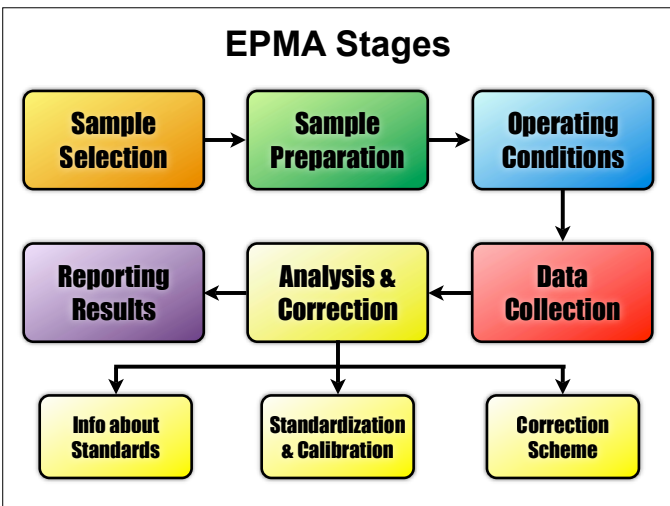 EPMA Stages
Sample
Selection
Sample
Preparation
Operating
Conditions
Reporting
Results
Analysis &
Correction
Data
Collection
Info about
Standards
Standardization
& Calibration
Correction
Scheme